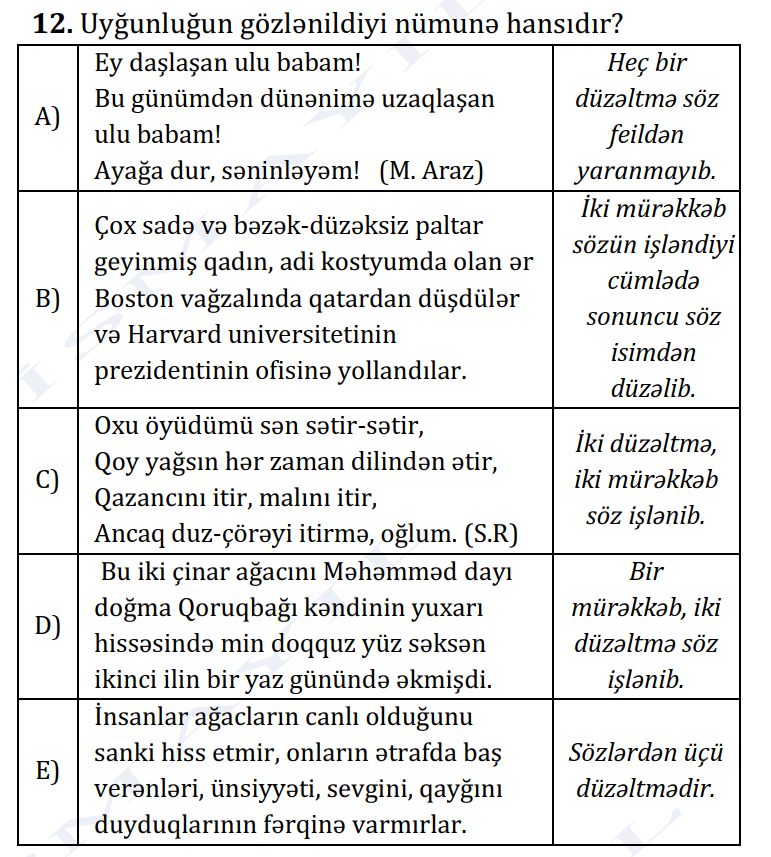 12. Uyğunluğun gözlənildiyi nümunə hansıdır?
A)
Ey daşlaşan ulu babam!
Bu günümdən dünənimə uzaqlaşan
ulu babam!
Ayağa dur, səninləyəm! (M. Araz)
Heç bir
düzəltmə söz
feildən
yaranmayıb.
B)
Çox sadə və bəzək-düzəksiz paltar
geyinmiş qadın, adi kostyumda olan ər
Boston vağzalında qatardan düşdülər
və Harvard universitetinin
prezidentinin ofisinə yollandılar.
İki mürəkkəb
sözün işləndiyi
cümlədə
sonuncu söz
isimdən
düzəlib.
C)
Oxu öyüdümü sən sətir-sətir,
Qoy yağsın hər zaman dilindən ətir,
Qazancını itir, malını itir,
Ancaq duz-çörəyi itirmə, oğlum. (S.R)
İki düzəltmə,
iki mürəkkəb
söz işlənib.
D)
Bu iki çinar ağacını Məhəmməd dayı
doğma Qoruqbağı kəndinin yuxarı
hissəsində min doqquz yüz səksən
ikinci ilin bir yaz günündə əkmişdi.
Bir
mürəkkəb, iki
düzəltmə söz
işlənib.
E)
İnsanlar ağacların canlı olduğunu
sanki hiss etmir, onların ətrafda baş
verənləri, ünsiyyəti, sevgini, qayğını
duyduqlarının fərqinə varmırlar.
Sözlərdən üçü
düzəltmədir.